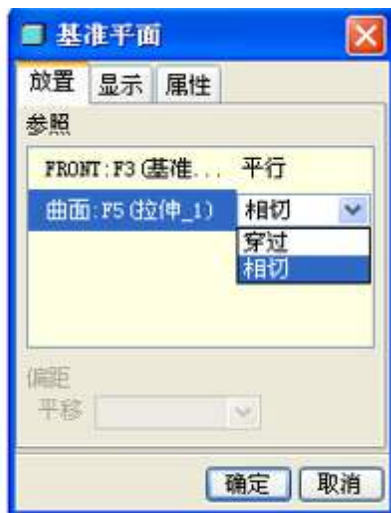 基准平面
放置 显示 属性
参照
FRONT:F3(基准... 平行
曲面:F5(拉伸_1) 相切
穿过
相切
偏距
平移
确定 取消